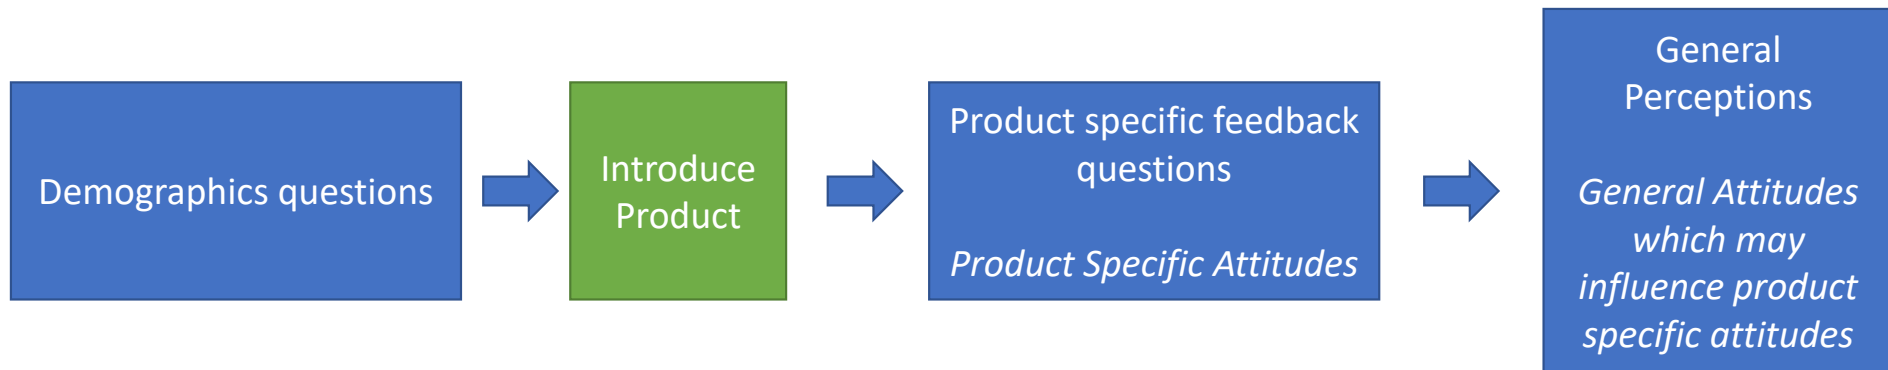 Demographics questions
Introduce
Product
Product specific feedback
questions
Product Specific Attitudes
General
Perceptions
General Attitudes
which may
influence product
specific attitudes